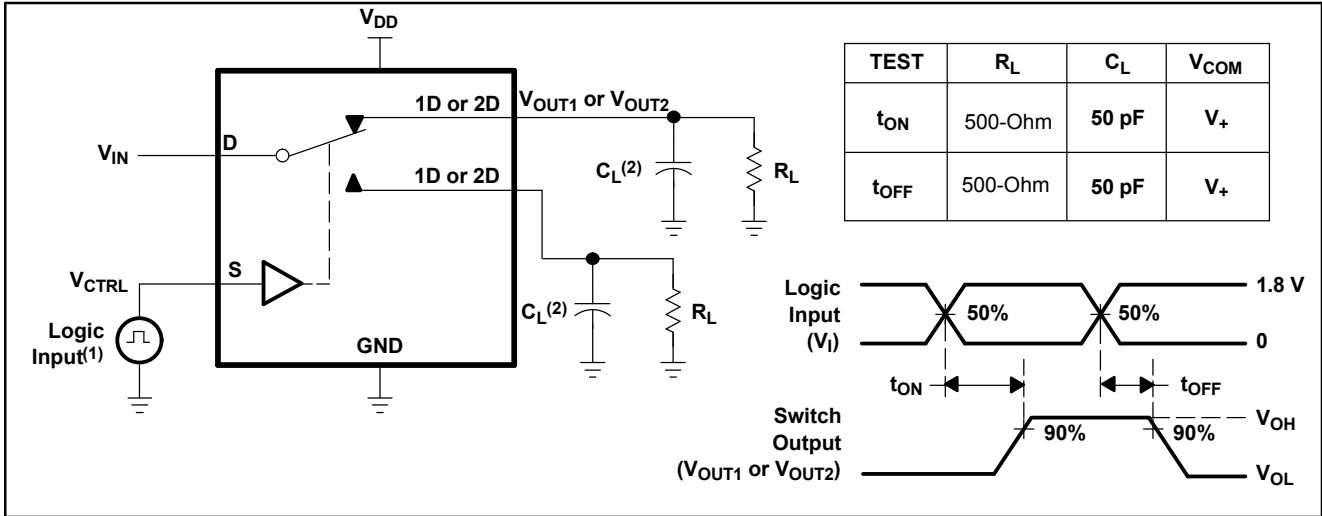 VDD
1D or 2D
VOUT1 or VOUT2
VIN
D
CL(2)
RL
1D or 2D
VCTRL
S
CL(2)
RL
Logic
Input(1)
GND
TEST RL CL VCOM
tON 500-Ohm 50 pF V+
tOFF 500-Ohm 50 pF V+
Logic
Input
(VI)
50%
50%
1.8 V
0
tON
tOFF
Switch
Output
(VOUT1 or VOUT2)
90%
90%
VOH
VOL